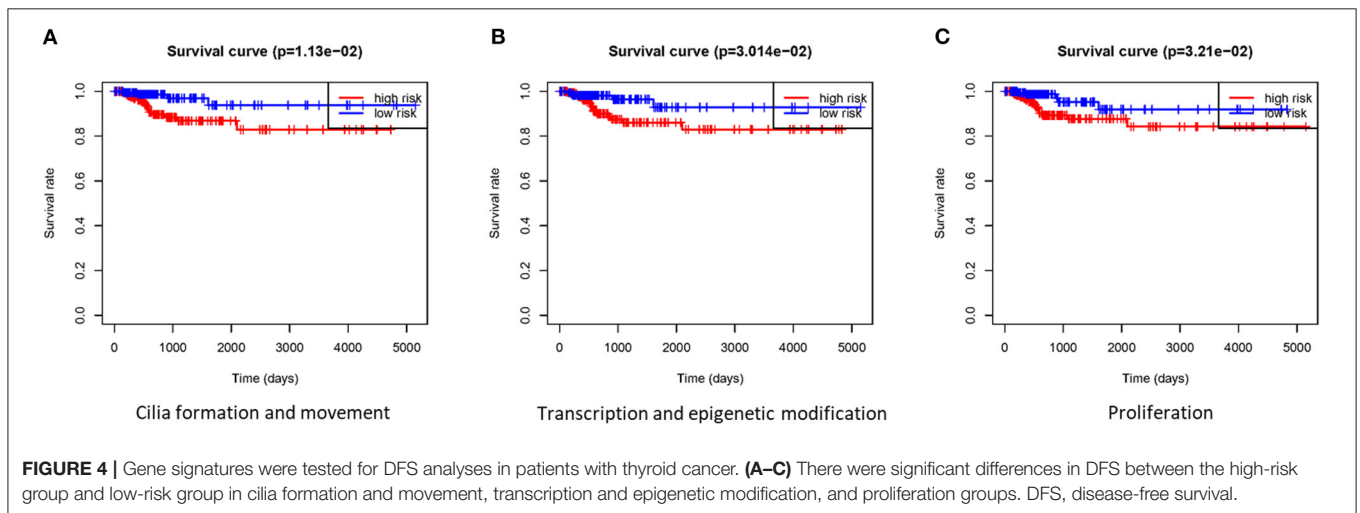 A
Survival curve (p=1.13e−02)
high risk
low risk
1.0
0.8
0.6
0.4
0.2
0.0
Survival rate
0 1000 2000 3000 4000 5000
Time (days)
Cilia formation and movement
B
Survival curve (p=3.014e−02)
high risk
low risk
1.0
0.8
0.6
0.4
0.2
0.0
Survival rate
0 1000 2000 3000 4000 5000
Time (days)
Transcription and epigenetic modification
C
Survival curve (p=3.21e−02)
high risk
low risk
1.0
0.8
0.6
0.4
0.2
0.0
Survival rate
0 1000 2000 3000 4000 5000
Time (days)
Proliferation
FIGURE 4 | Gene signatures were tested for DFS analyses in patients with thyroid cancer. (A–C) There were significant differences in DFS between the high-risk
group and low-risk group in cilia formation and movement, transcription and epigenetic modification, and proliferation groups. DFS, disease-free survival.